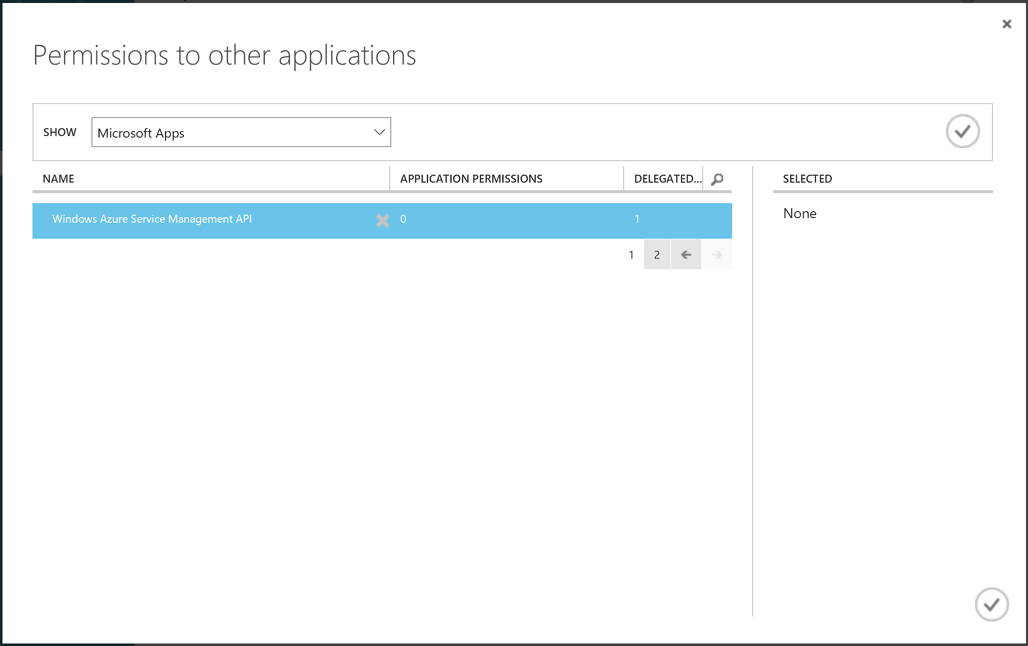 Permissions to other applications
SHOW Microsoft Apps
NAME APPLICATION PERMISSIONS DELEGATED... SELECTED
Windows Azure Service Management API 0 1 None
1 2